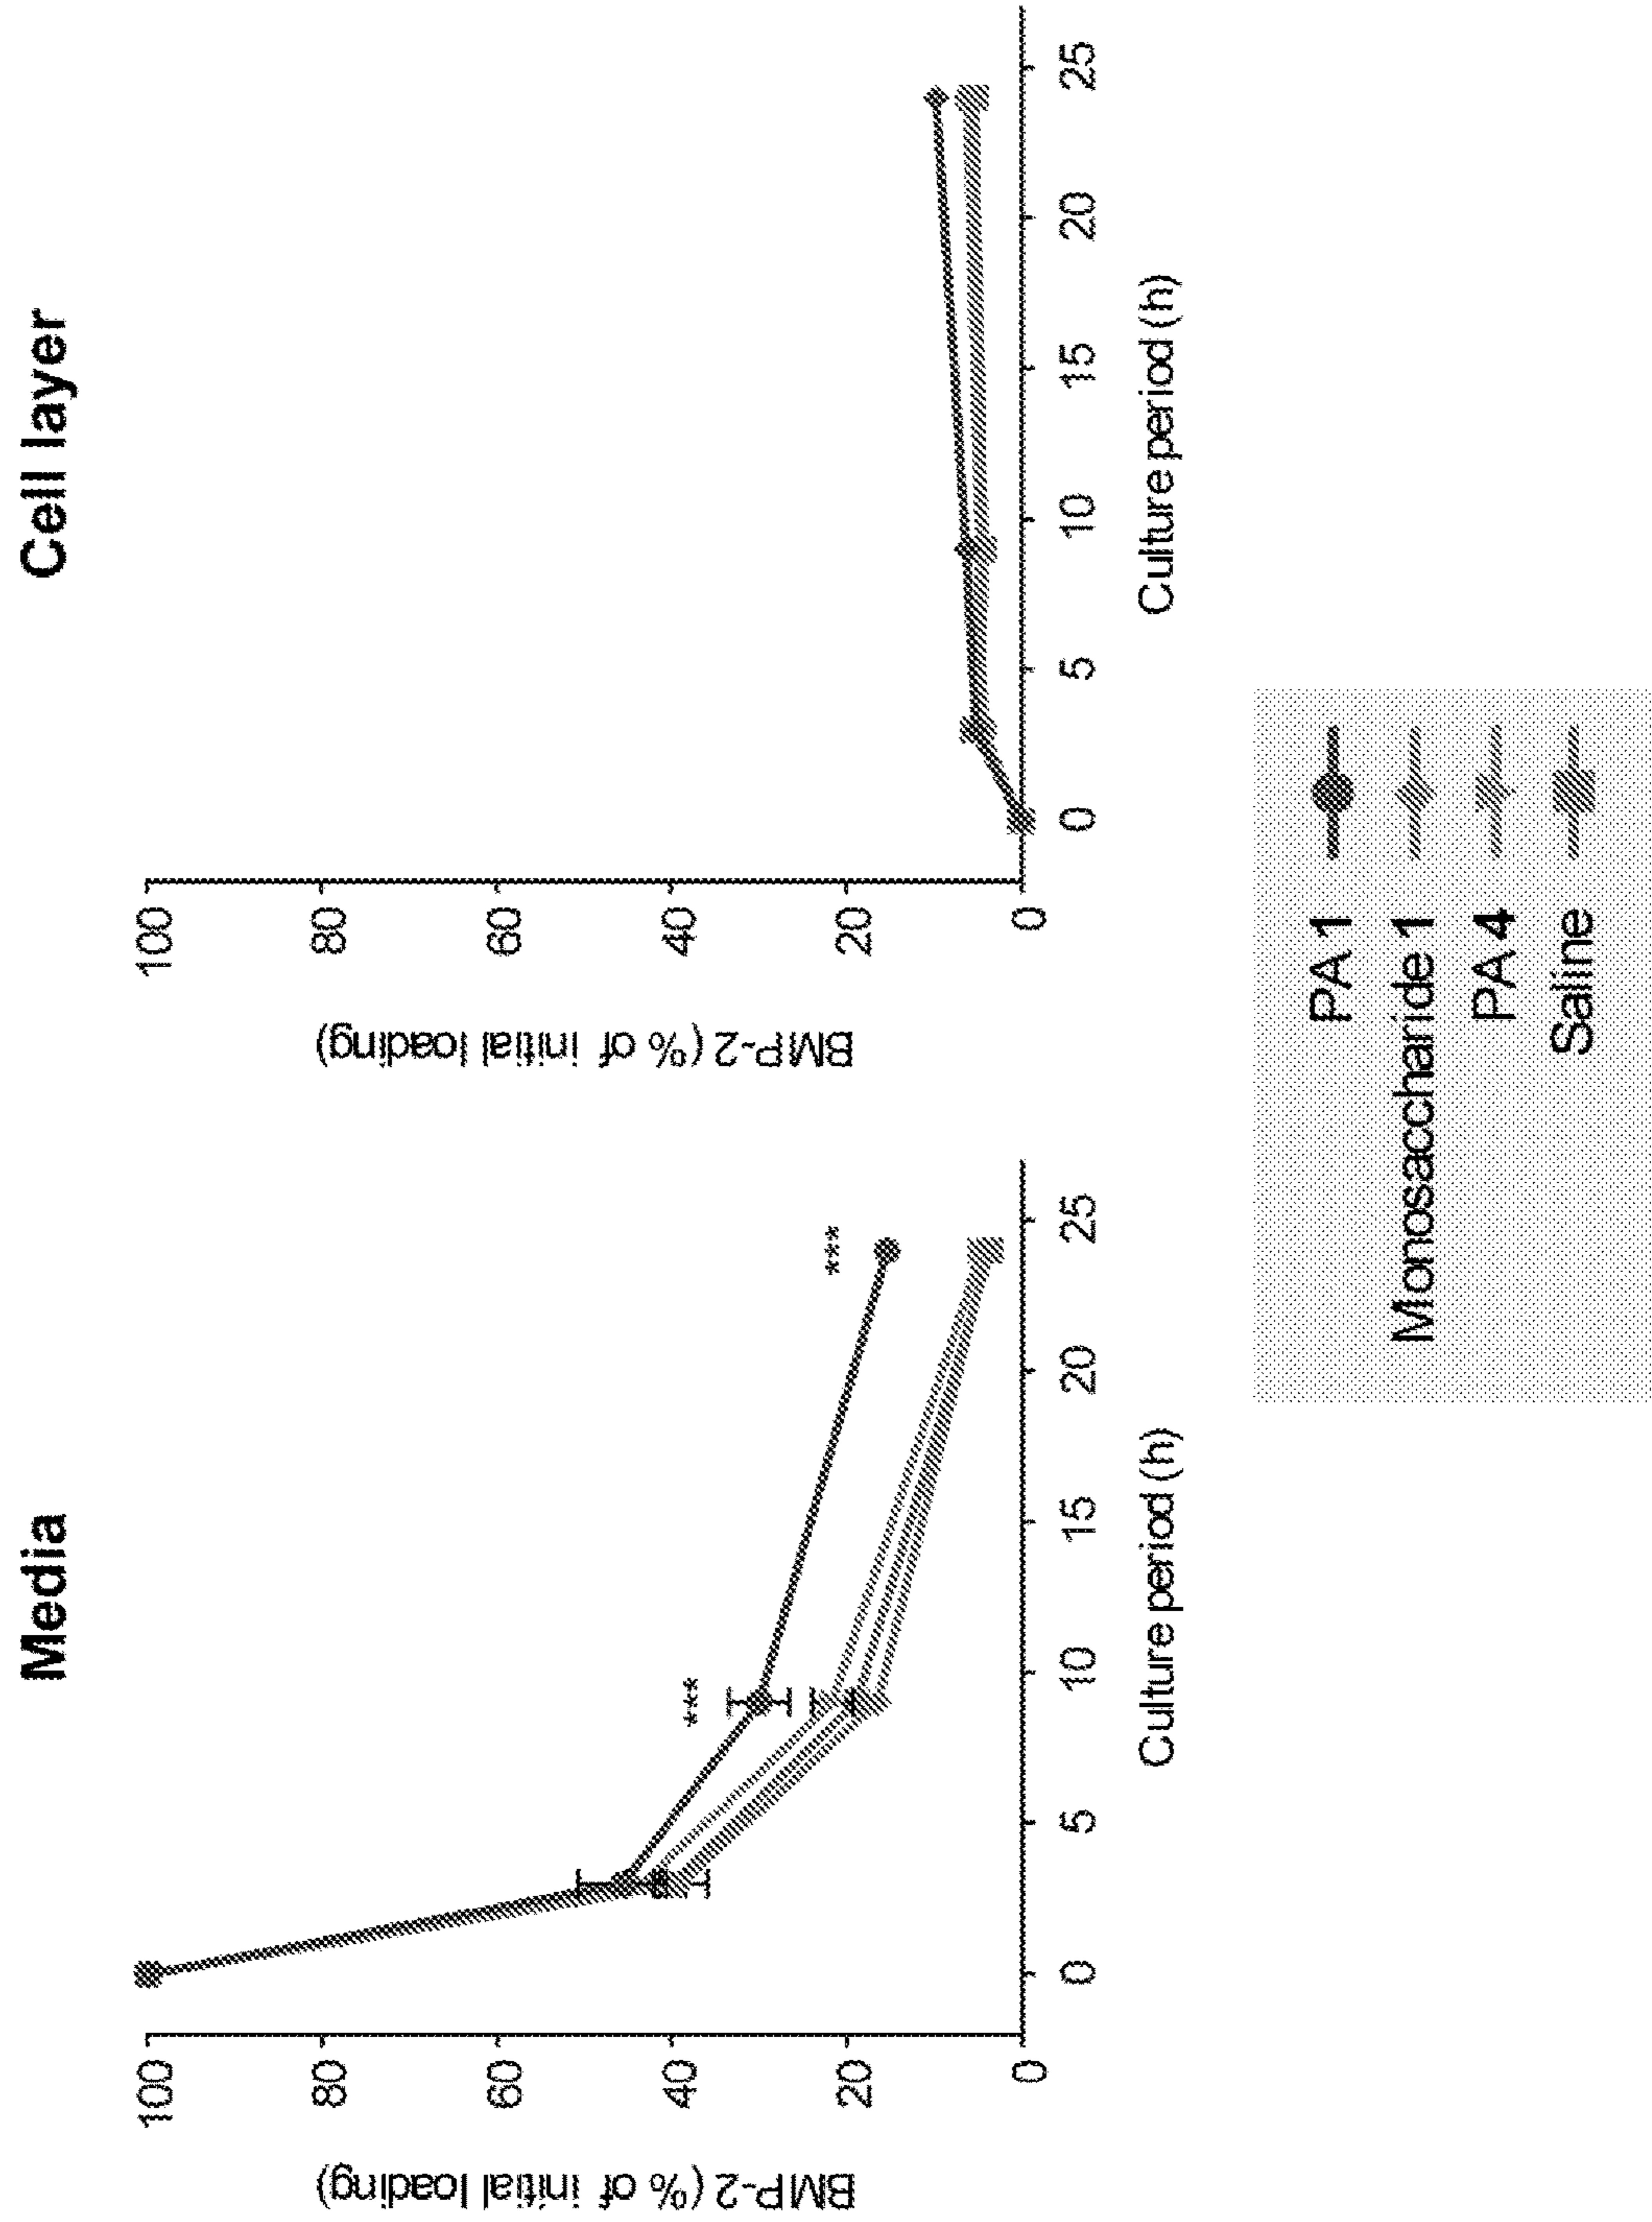 Media
BMP-2 (% of initial loading)
100
80
60
40
20
0
***
***
0 5 10 15 20 25
Culture period (h)
Cell layer
BMP-2 (% of initial loading)
100
80
60
40
20
0
0 5 10 15 20 25
Culture period (h)
PA 1
Monosaccharide 1
PA 4
Saline